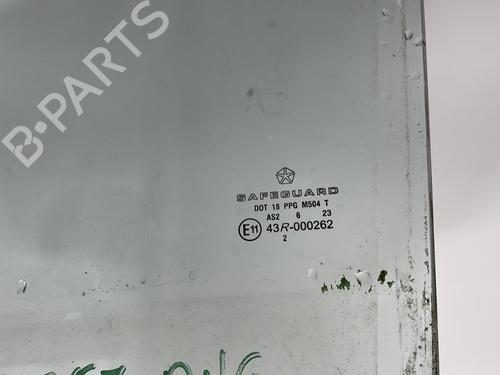 B-PARTS
SAFEGUARD
DOT 18 PPG M504 T
AS2 6 23
E11 43R-000262
2